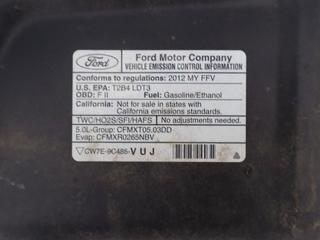 Ford
Ford Motor Company
VEHICLE EMISSION CONTROL INFORMATION
Conforms to regulations: 2012 MY FFV
U.S. EPA: T2B4 LDT3
OBD: F II Fuel: Gasoline/Ethanol
California: Not for sale in states with
California emissions standards.
TWC/HO2S/SFI/HAFS No adjustments needed.
5.0L-Group: CFMXT05.03DD
Evap: CFMXR0265NBV
CW7E-9C485-VUJ